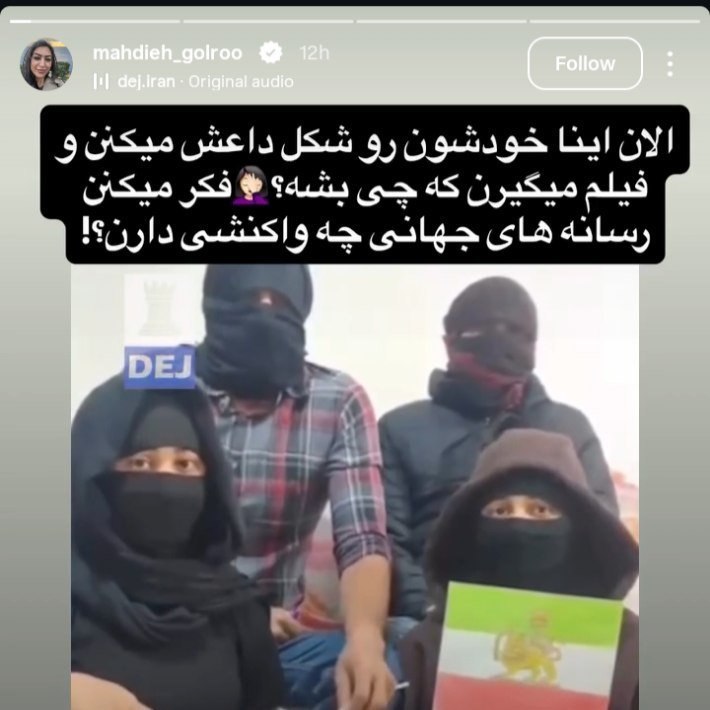 mahdieh_golroo 12h
Follow
dej.iran · Original audio
الان اینا خودشون رو شکل داعش میکنن و
فیلم میگیرن که چی بشه؟🤦🏻‍♀️فکر میکنن
رسانه های جهانی چه واکنشی دارن؟!
DEJ